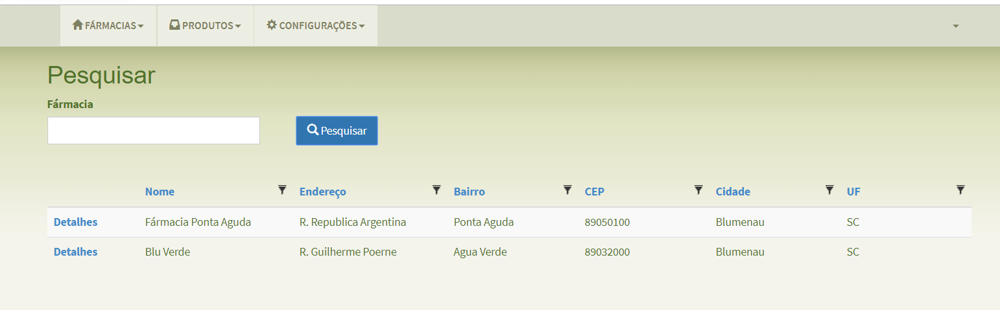 FÁRMACIAS PRODUTOS CONFIGURAÇÕES
Pesquisar
Fármacia
Pesquisar
Nome Endereço Bairro CEP Cidade UF
Detalhes Fármacia Ponta Aguda R. Republica Argentina Ponta Aguda 89050100 Blumenau SC
Detalhes Blu Verde R. Guilherme Poerne Agua Verde 89032000 Blumenau SC